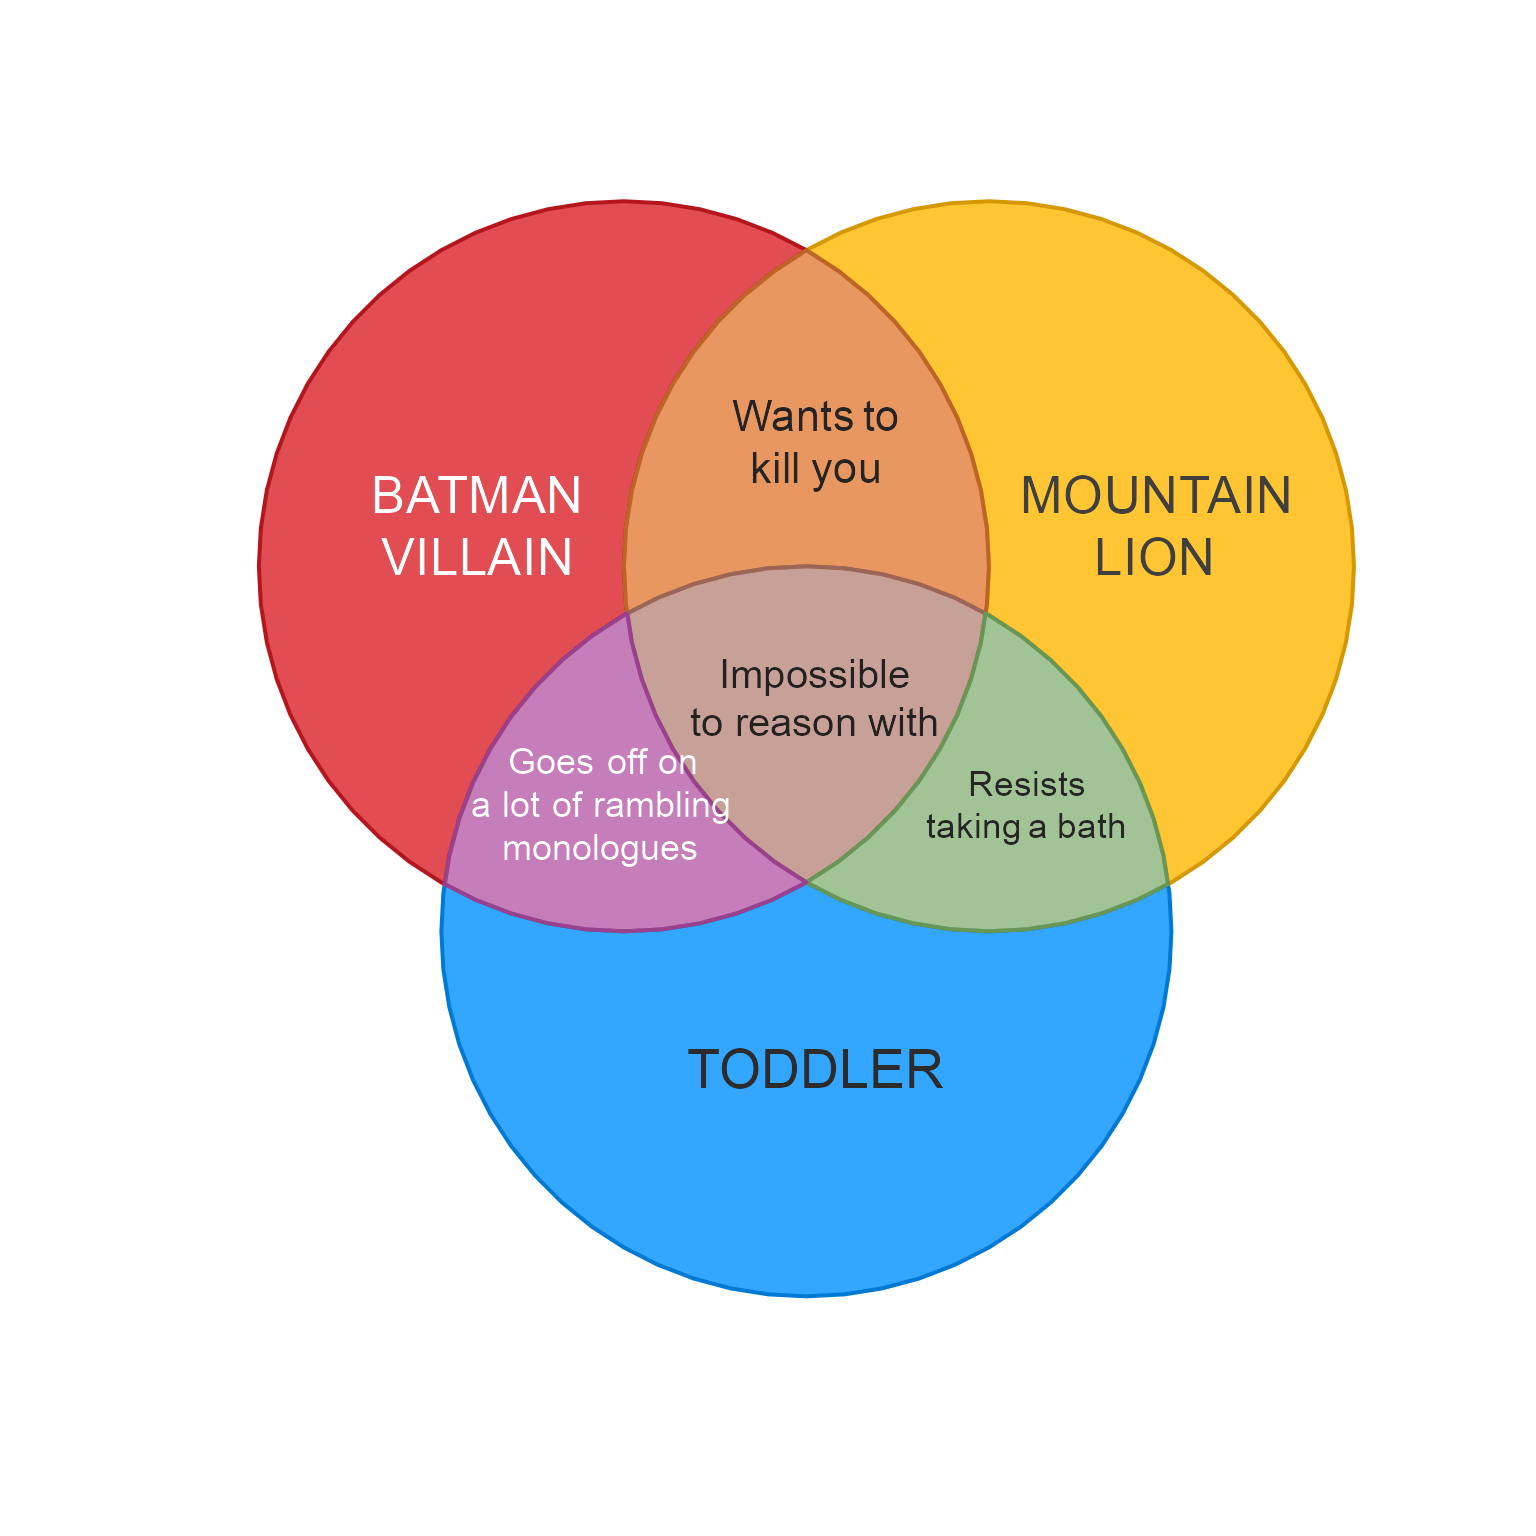 Wants to
kill you
BATMAN
VILLAIN
MOUNTAIN
LION
Impossible
to reason with
Goes off on
a lot of rambling
monologues
Resists
taking a bath
TODDLER